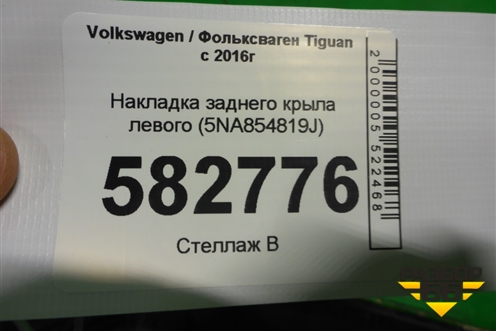 Volkswagen / Фольксваген Tiguan
с 2016г
Накладка заднего крыла
левого (5NA854819J)
582776
Стеллаж В
2000005522468